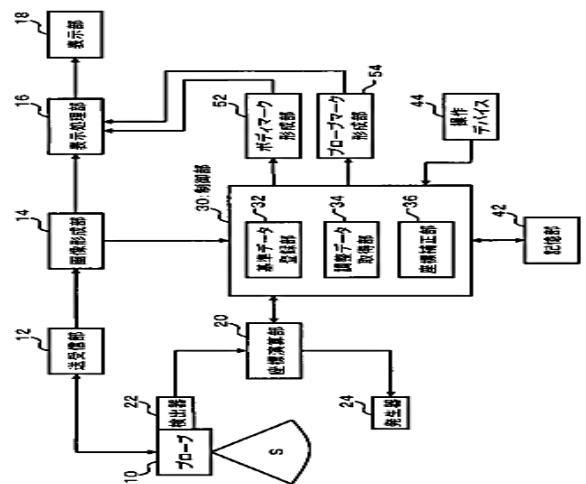 10
プローブ
22
検出器
S
12
送受信部
14
画像形成部
16
表示処理部
18
表示部
20
座標演算部
24
発生器
30:制御部
32
基準データ
登録部
34
調整データ
取得部
36
座標補正部
52
ボディマーク
形成部
54
プローブマーク
形成部
44
操作
デバイス
42
記憶部